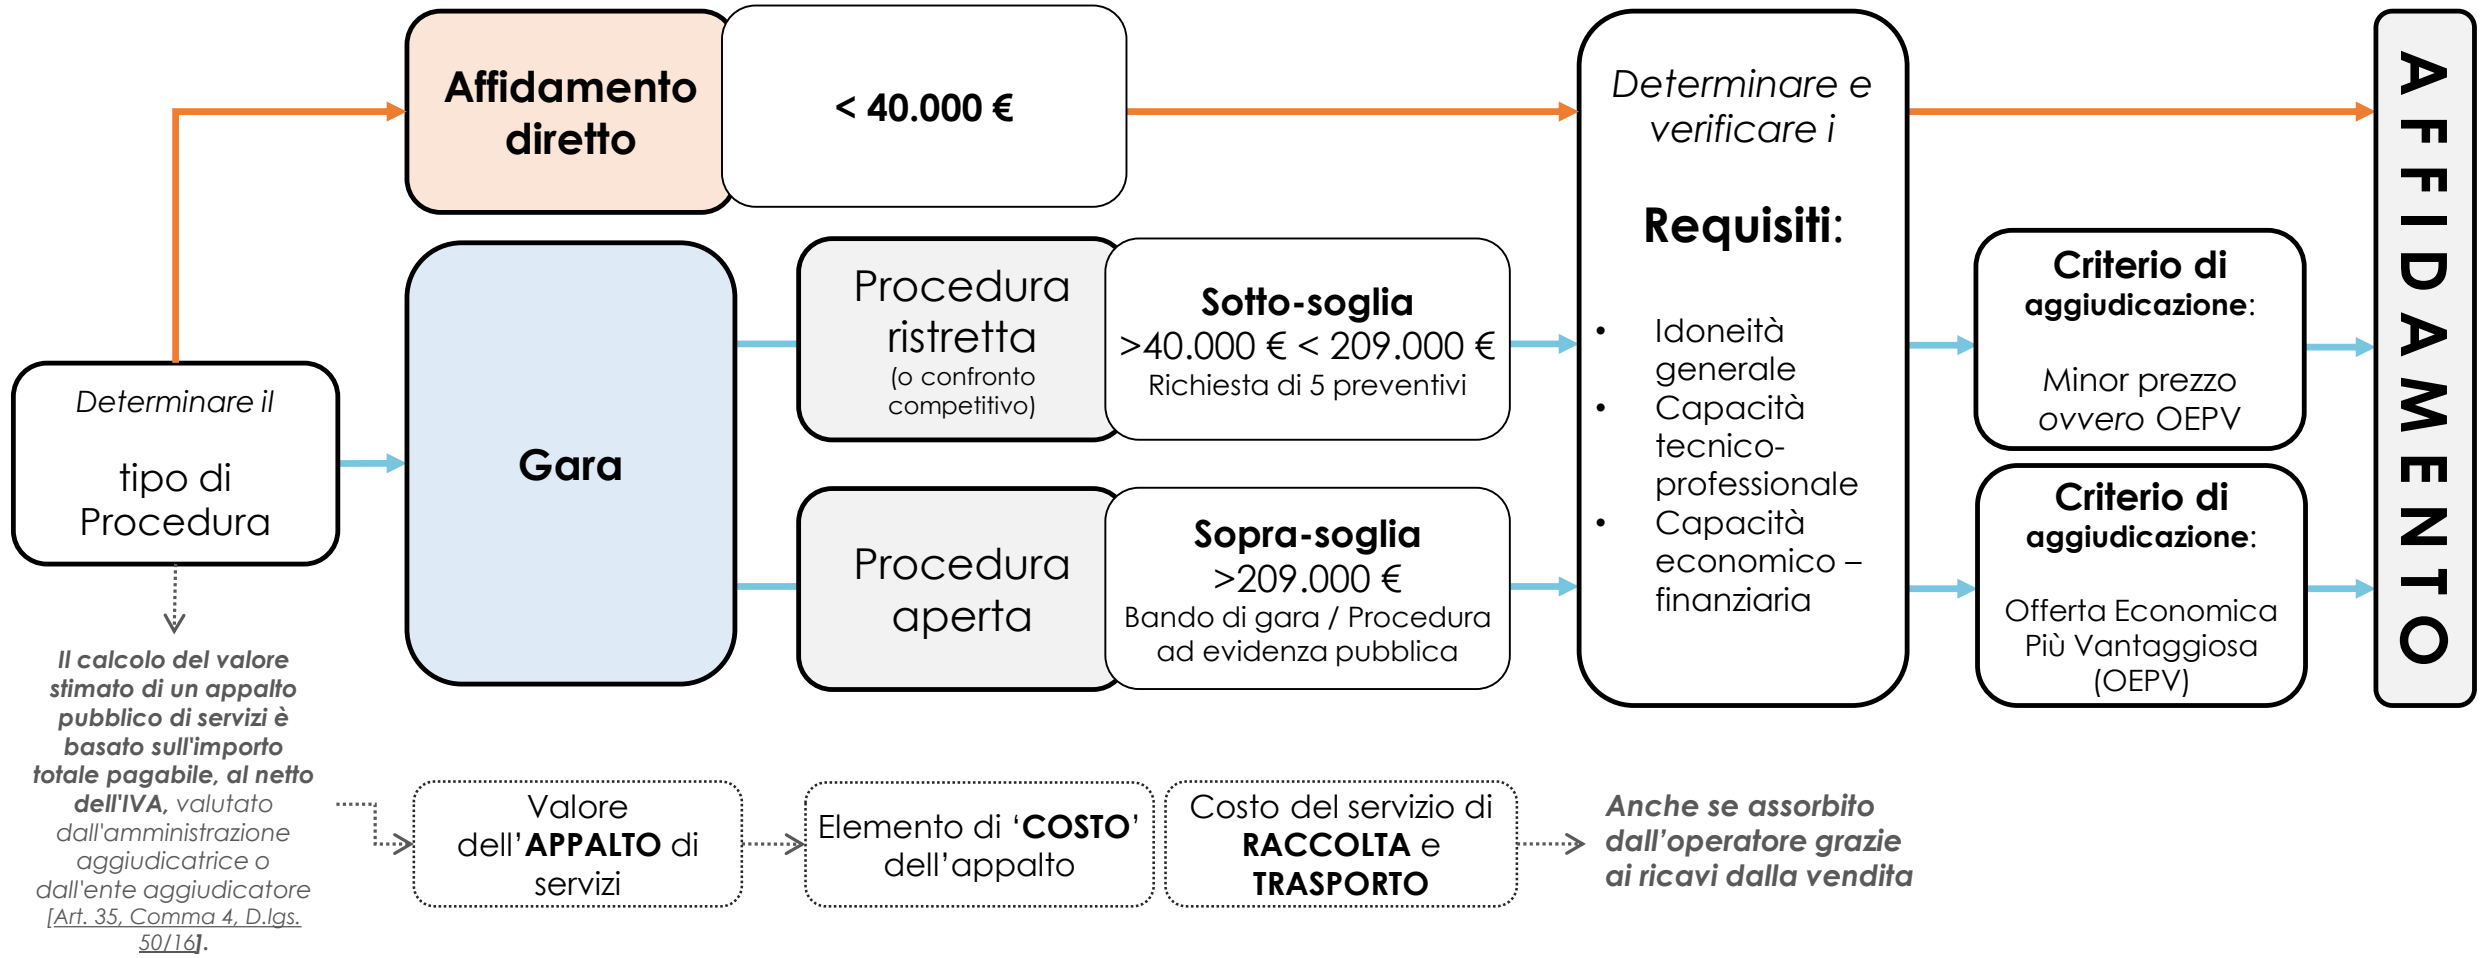 Affidamento
diretto
< 40.000 €
Determinare e
verificare i
Requisiti:
• Idoneità
generale
• Capacità
tecnico-
professionale
• Capacità
economico –
finanziaria
AFFIDAMENTO
Determinare il
tipo di
Procedura
Gara
Procedura
ristretta
(o confronto
competitivo)
Sotto-soglia
>40.000 € < 209.000 €
Richiesta di 5 preventivi
Criterio di
aggiudicazione:
Minor prezzo
ovvero OEPV
Procedura
aperta
Sopra-soglia
>209.000 €
Bando di gara / Procedura
ad evidenza pubblica
Criterio di
aggiudicazione:
Offerta Economica
Più Vantaggiosa
(OEPV)
Il calcolo del valore
stimato di un appalto
pubblico di servizi è
basato sull'importo
totale pagabile, al netto
dell'IVA, valutato
dall'amministrazione
aggiudicatrice o
dall'ente aggiudicatore
[Art. 35, Comma 4, D.lgs.
50/16].
Valore
dell’APPALTO di
servizi
Elemento di ‘COSTO’
dell’appalto
Costo del servizio di
RACCOLTA e
TRASPORTO
Anche se assorbito
dall’operatore grazie
ai ricavi dalla vendita